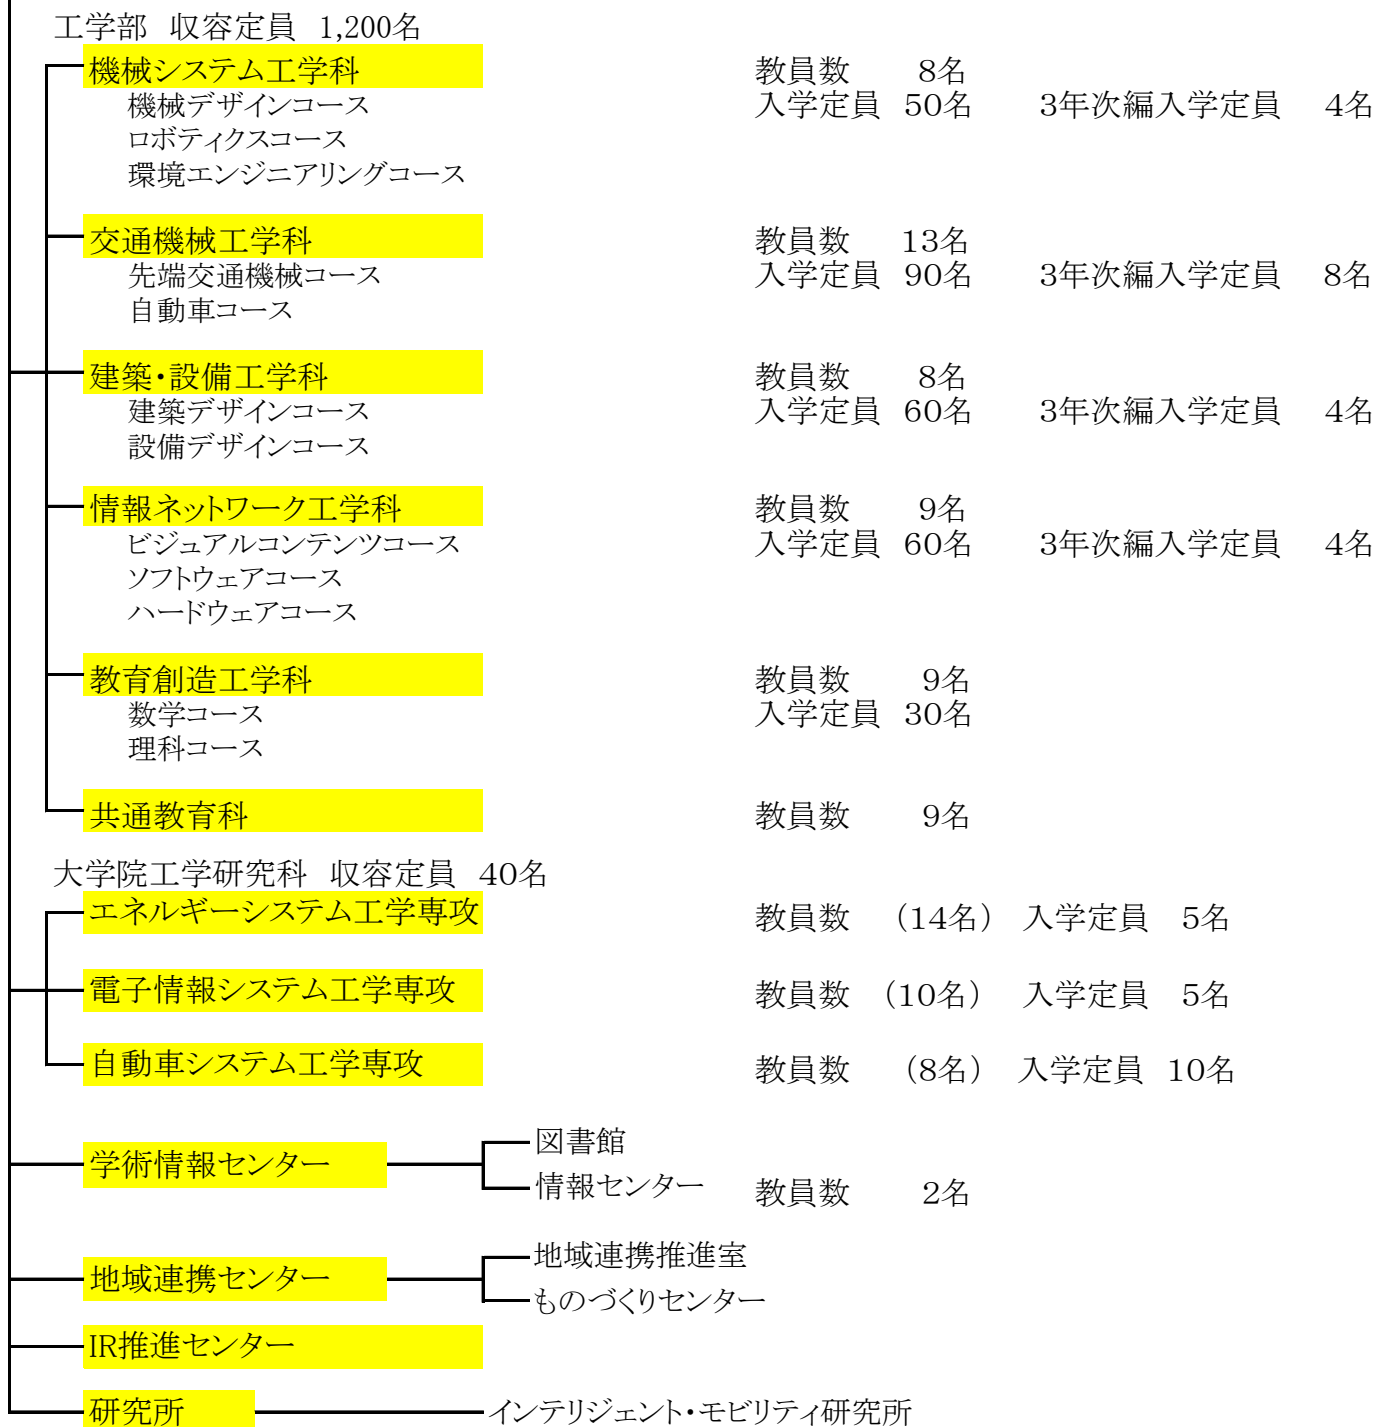 工学部 収容定員 1,200名
機械システム工学科 教員数 8名
機械デザインコース 入学定員 50名 3年次編入学定員 4名
ロボティクスコース
環境エンジニアリングコース
交通機械工学科 教員数 13名
先端交通機械コース 入学定員 90名 3年次編入学定員 8名
自動車コース
建築・設備工学科 教員数 8名
建築デザインコース 入学定員 60名 3年次編入学定員 4名
設備デザインコース
情報ネットワーク工学科 教員数 9名
ビジュアルコンテンツコース 入学定員 60名 3年次編入学定員 4名
ソフトウェアコース
ハードウェアコース
教育創造工学科 教員数 9名
数学コース 入学定員 30名
理科コース
共通教育科 教員数 9名
大学院工学研究科 収容定員 40名
エネルギーシステム工学専攻 教員数 (14名) 入学定員 5名
電子情報システム工学専攻 教員数 (10名) 入学定員 5名
自動車システム工学専攻 教員数 (8名) 入学定員 10名
図書館
学術情報センター
情報センター 教員数 2名
地域連携推進室
地域連携センター
ものづくりセンター
IR推進センター
研究所 インテリジェント・モビリティ研究所